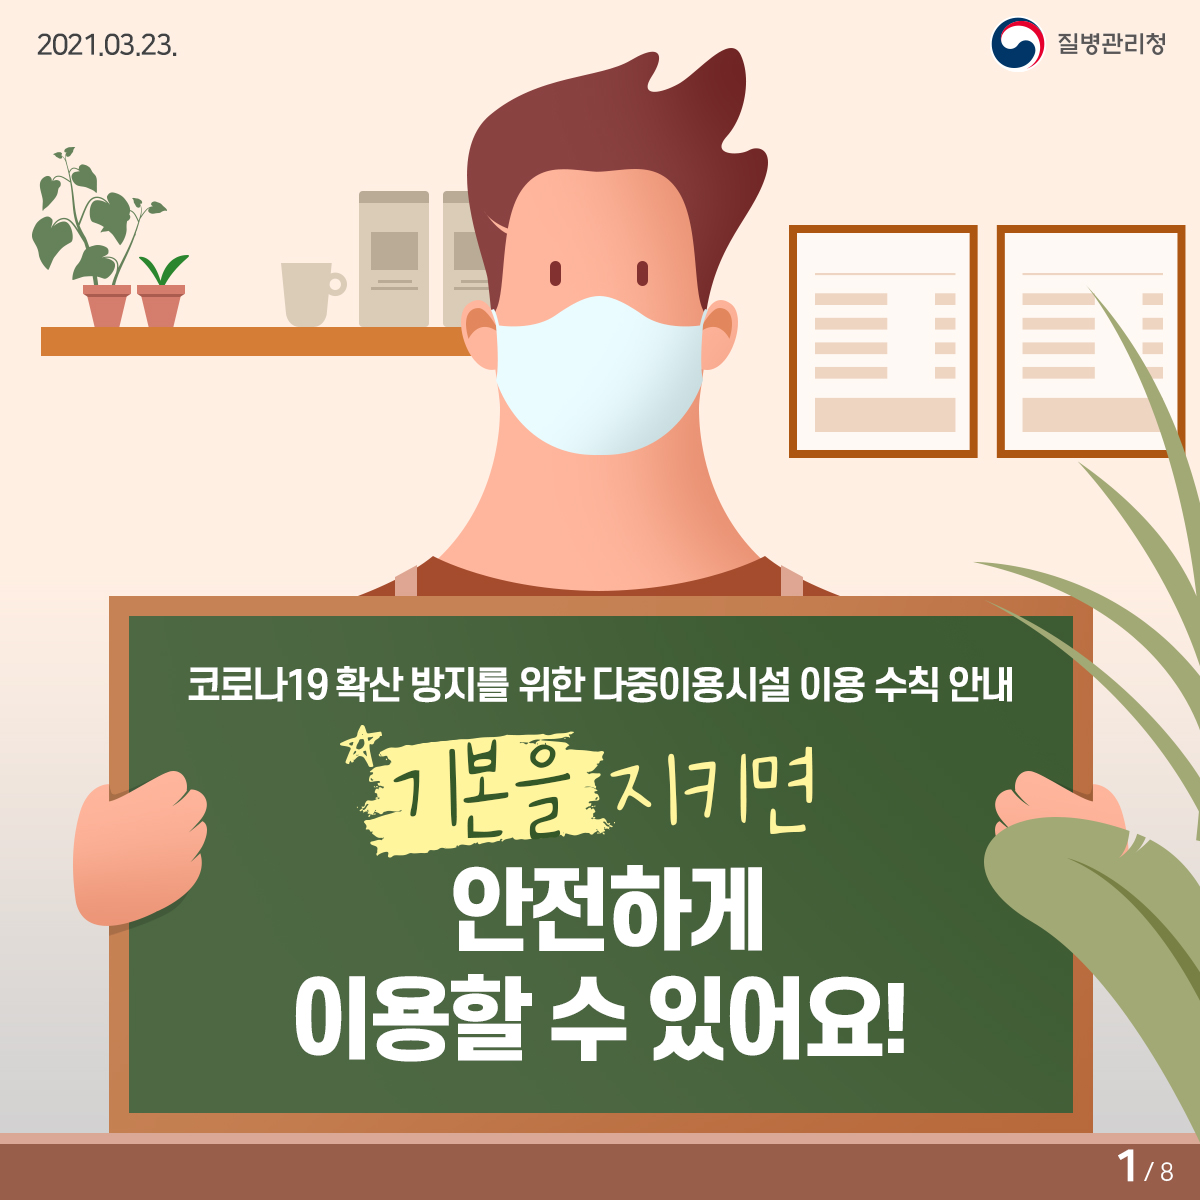 2021.03.23.
질병관리청
코로나19 확산 방지를 위한 다중이용시설 이용 수칙 안내
기본을 지키면
안전하게
이용할 수 있어요!
1 / 8